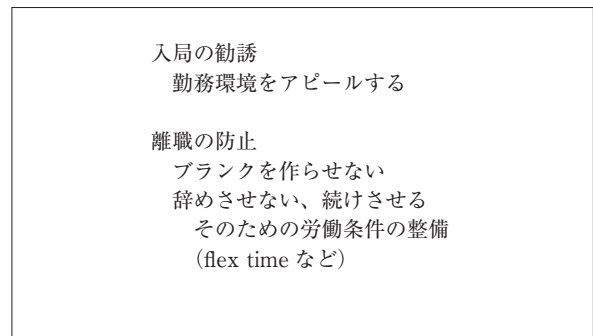 入局の勧誘
勤務環境をアピールする
離職の防止
ブランクを作らせない
辞めさせない、続けさせる
そのための労働条件の整備
（flex time など）